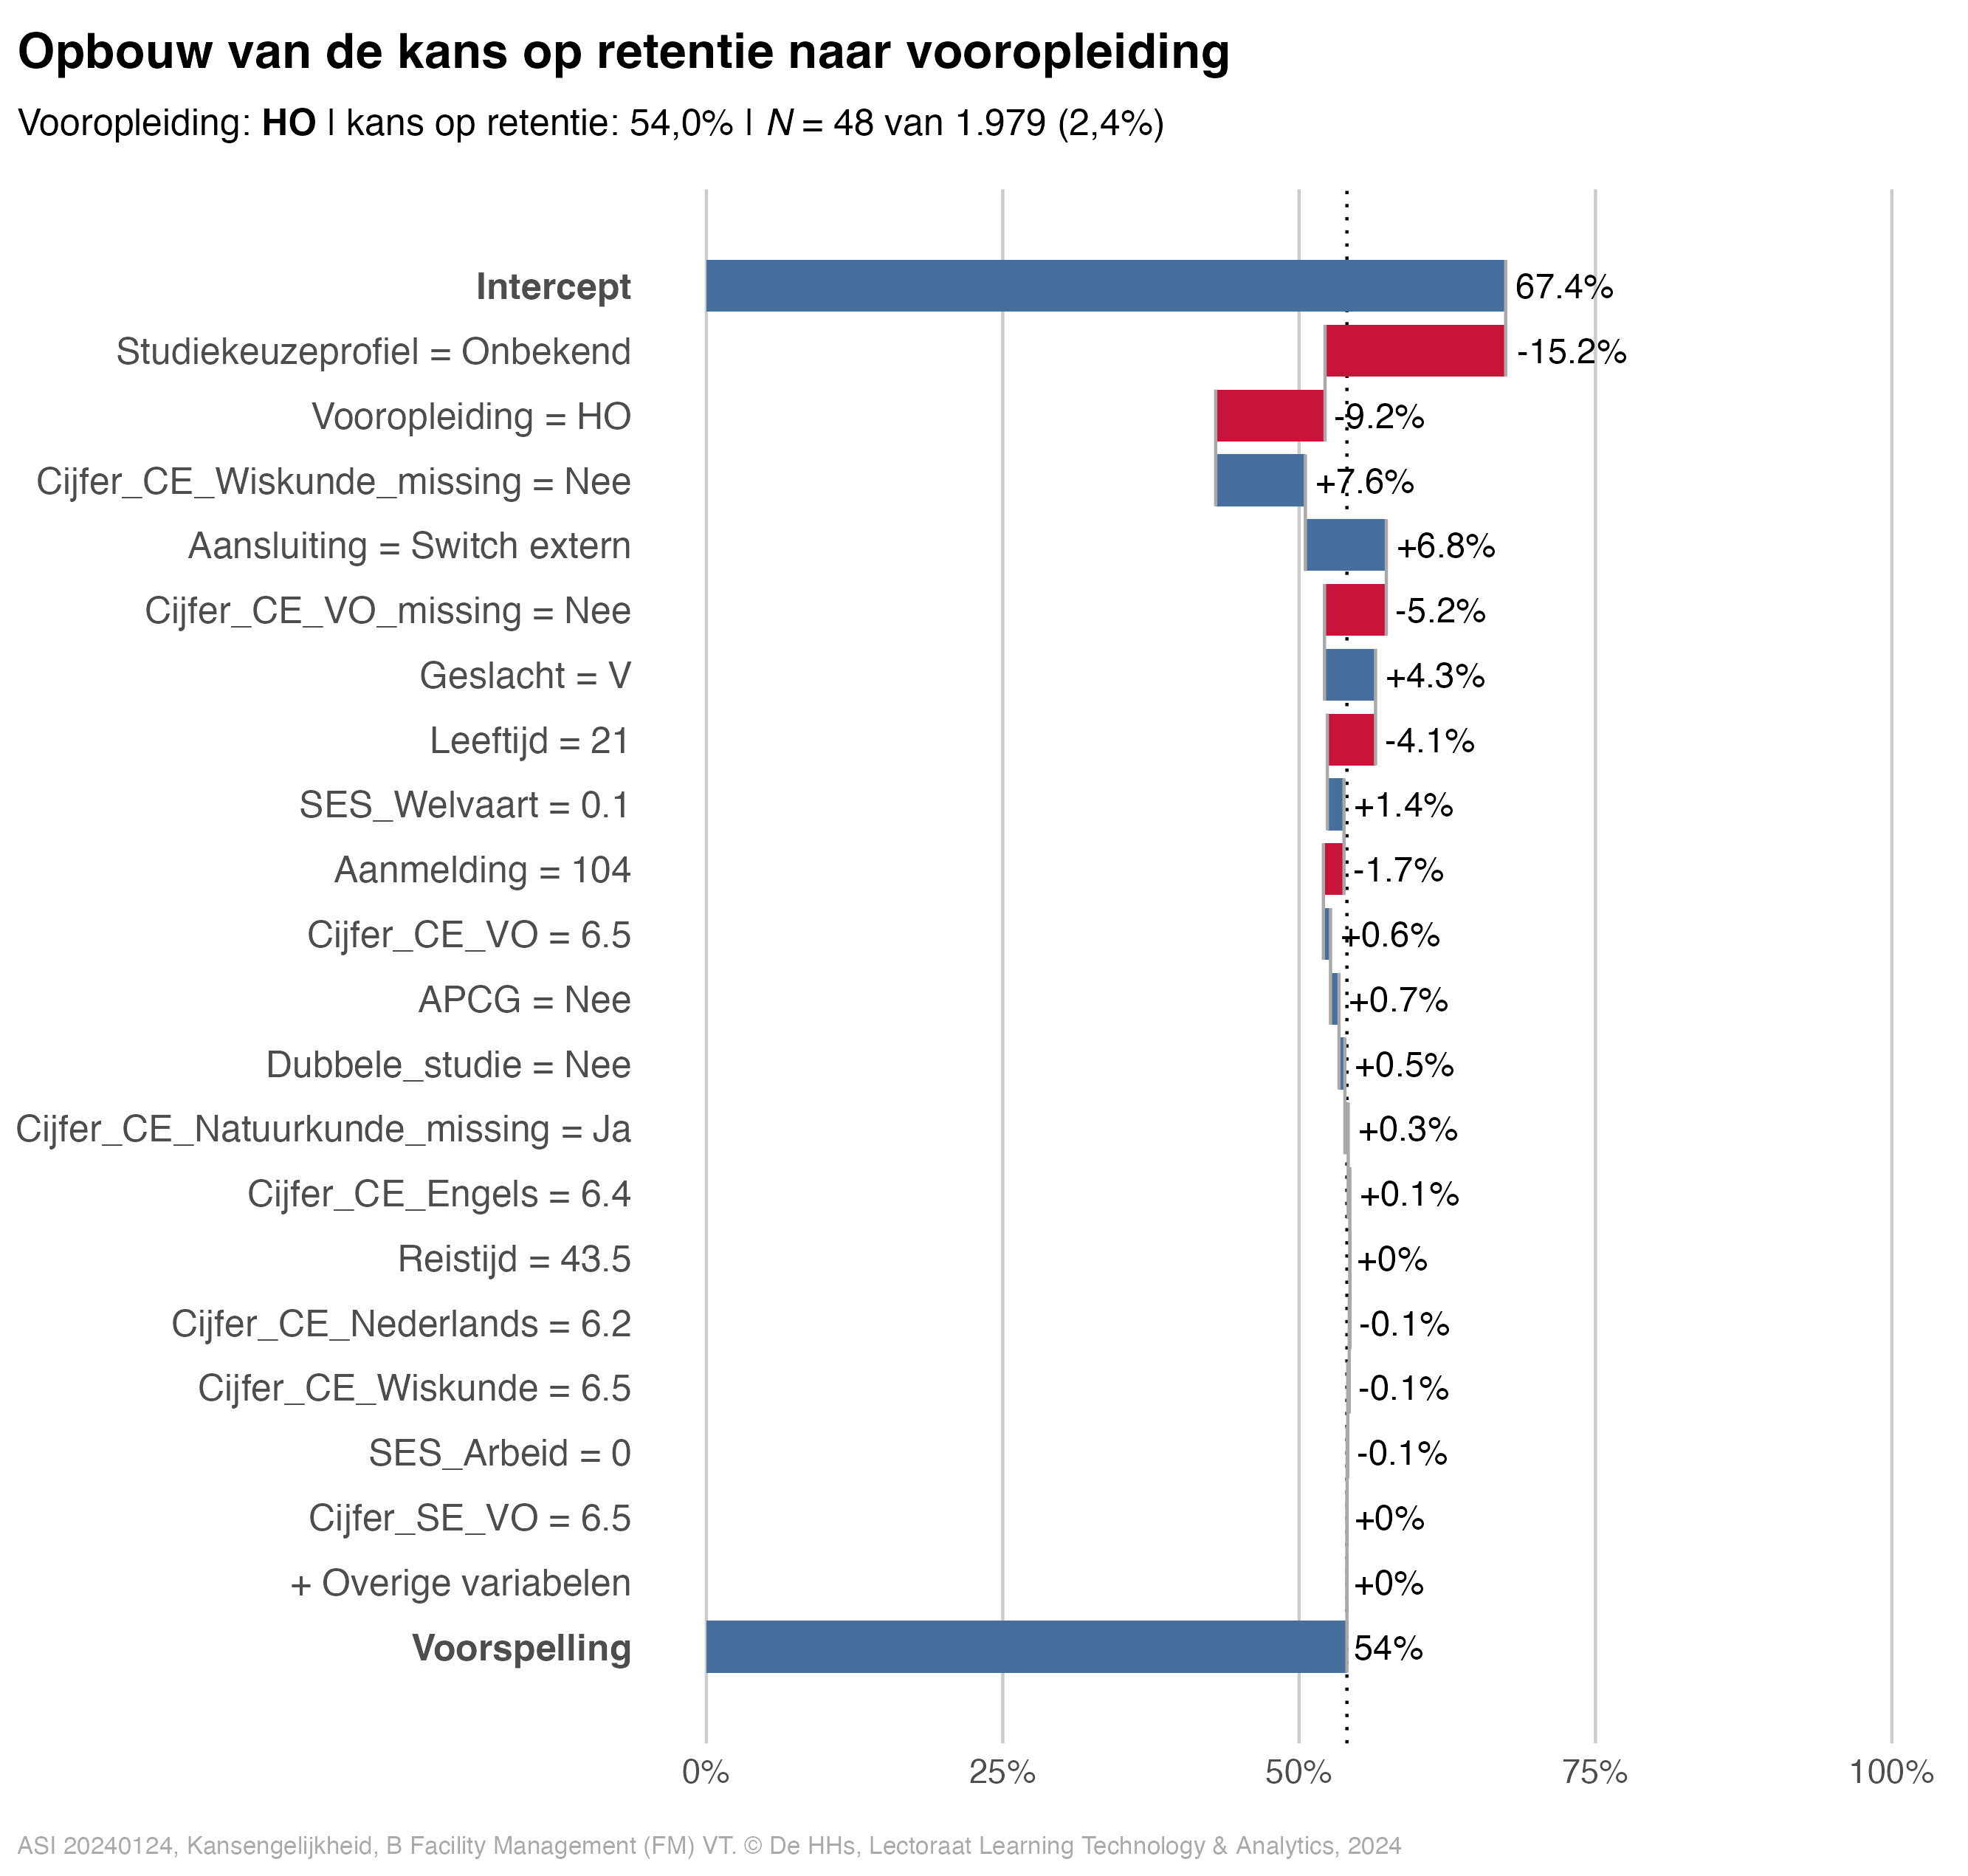 Opbouw van de kans op retentie naar vooropleiding
Vooropleiding: HO | kans op retentie: 54,0% | N = 48 van 1.979 (2,4%)
Intercept 67.4%
Studiekeuzeprofiel = Onbekend -15.2%
Vooropleiding = HO -9.2%
Cijfer_CE_Wiskunde_missing = Nee +7.6%
Aansluiting = Switch extern +6.8%
Cijfer_CE_VO_missing = Nee -5.2%
Geslacht = V +4.3%
Leeftijd = 21 -4.1%
SES_Welvaart = 0.1 +1.4%
Aanmelding = 104 -1.7%
Cijfer_CE_VO = 6.5 +0.6%
APCG = Nee +0.7%
Dubbele_studie = Nee +0.5%
Cijfer_CE_Natuurkunde_missing = Ja +0.3%
Cijfer_CE_Engels = 6.4 +0.1%
Reistijd = 43.5 +0%
Cijfer_CE_Nederlands = 6.2 -0.1%
Cijfer_CE_Wiskunde = 6.5 -0.1%
SES_Arbeid = 0 -0.1%
Cijfer_SE_VO = 6.5 +0%
+ Overige variabelen +0%
Voorspelling 54%
0% 25% 50% 75% 100%
ASI 20240124, Kansengelijkheid, B Facility Management (FM) VT. © De HHs, Lectoraat Learning Technology & Analytics, 2024